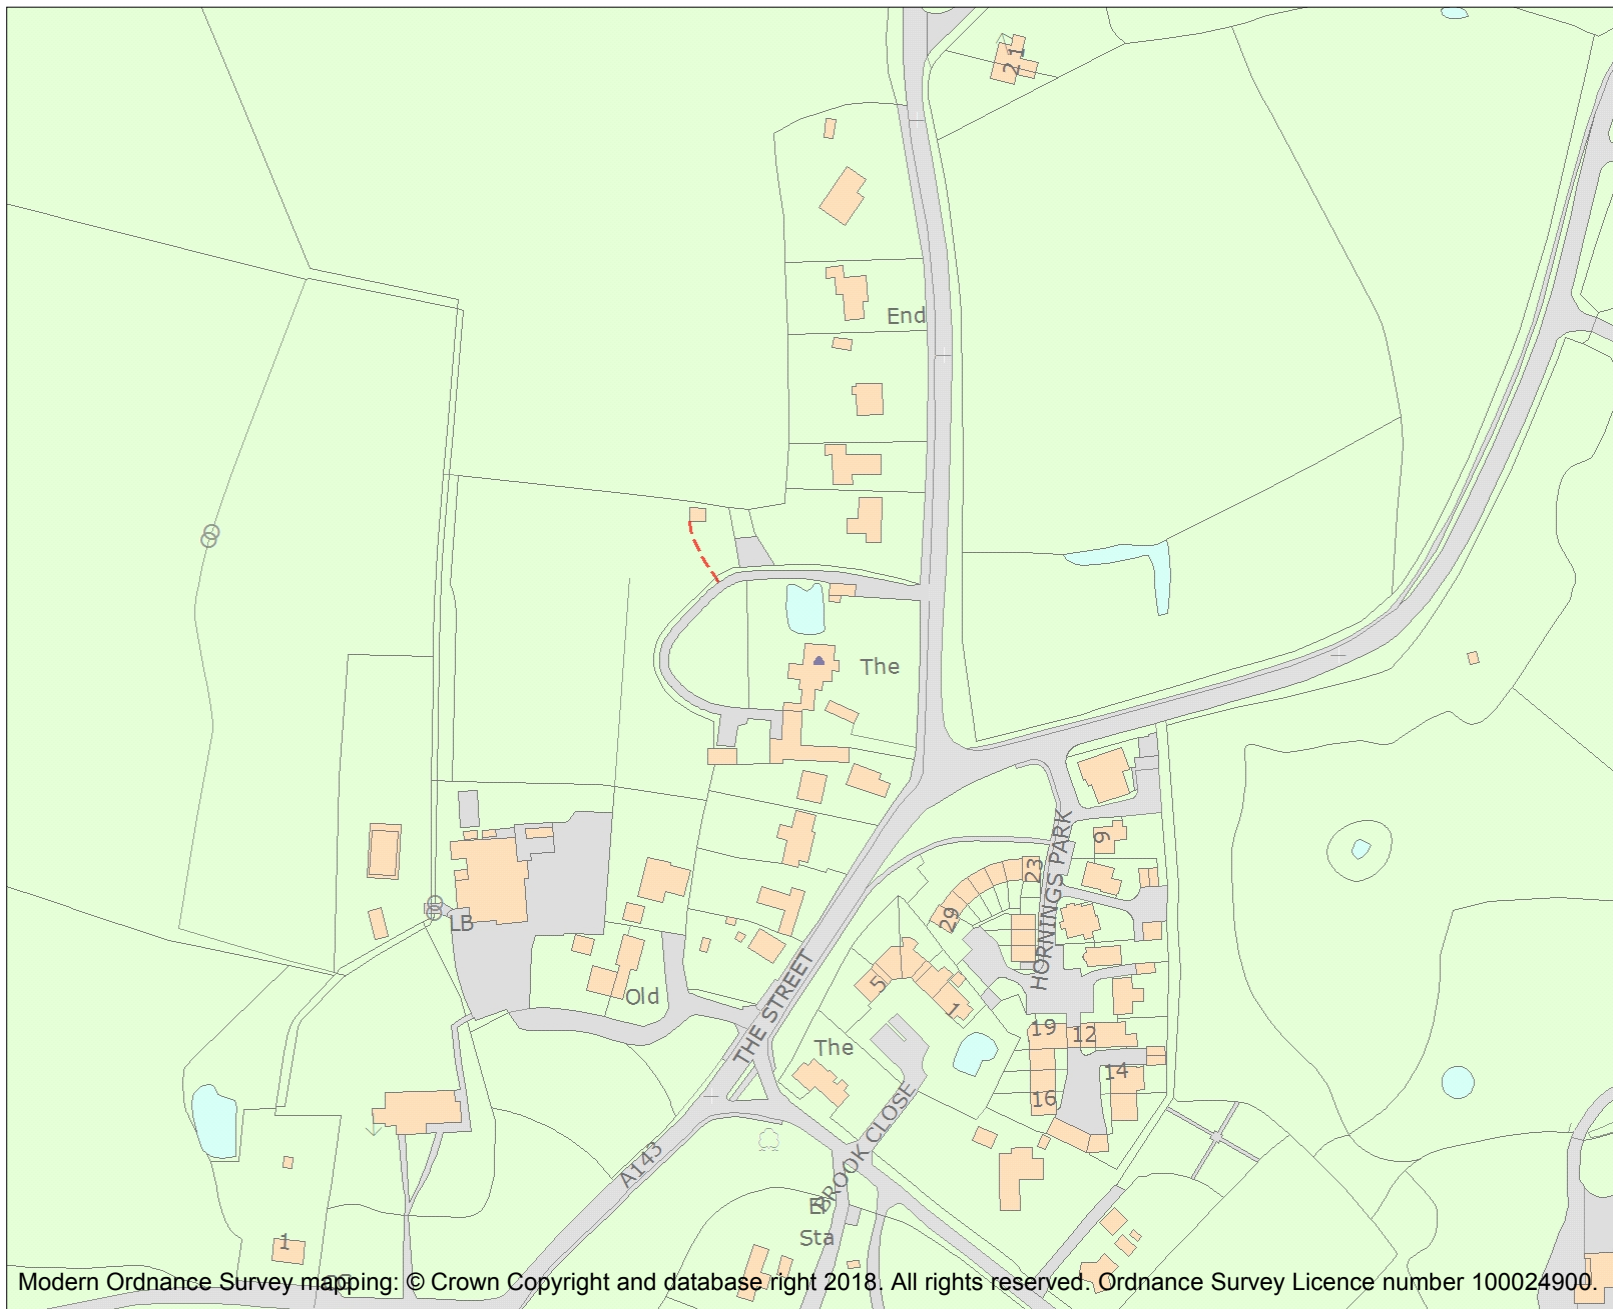 1
2
End
The
THE STREET
HORNINGS PARK
9
23
29
LB
5
1
Old
The
19
12
14
16
BROOK CLOSE
A143
El
Sta
1
Modern Ordnance Survey mapping: © Crown Copyright and database right 2018. All rights reserved. Ordnance Survey Licence number 100024900.